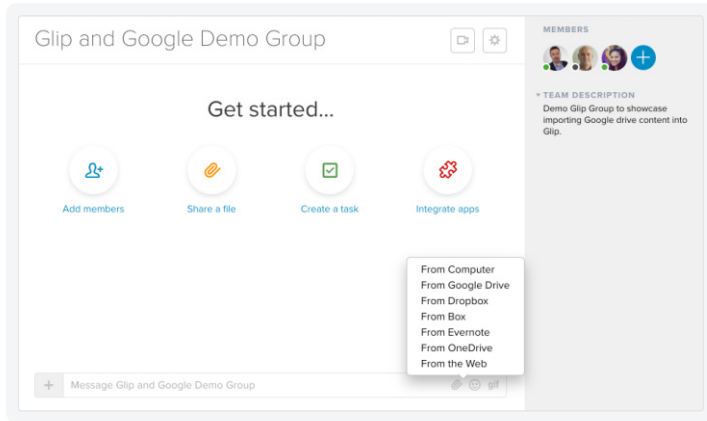 Glip and Google Demo Group
MEMBERS
TEAM DESCRIPTION
Demo Glip Group to showcase
importing Google drive content into
Glip.
Get started...
Add members
Share a file
Create a task
Integrate apps
From Computer
From Google Drive
From Dropbox
From Box
From Evernote
From OneDrive
From the Web
Message Glip and Google Demo Group
gif